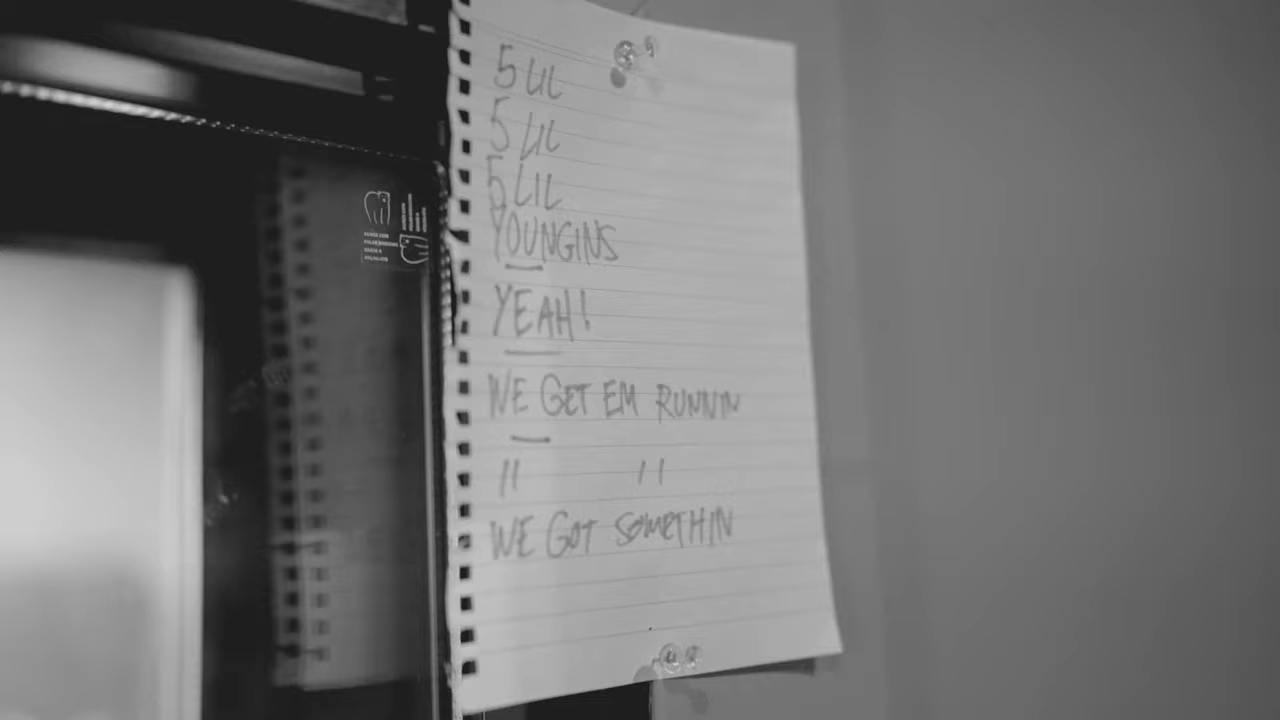 5 LIL
5 LIL
5 LIL
YOUNGINS
YEAH!
WE GET EM RUNNIN
" "
WE GOT SOMETHIN